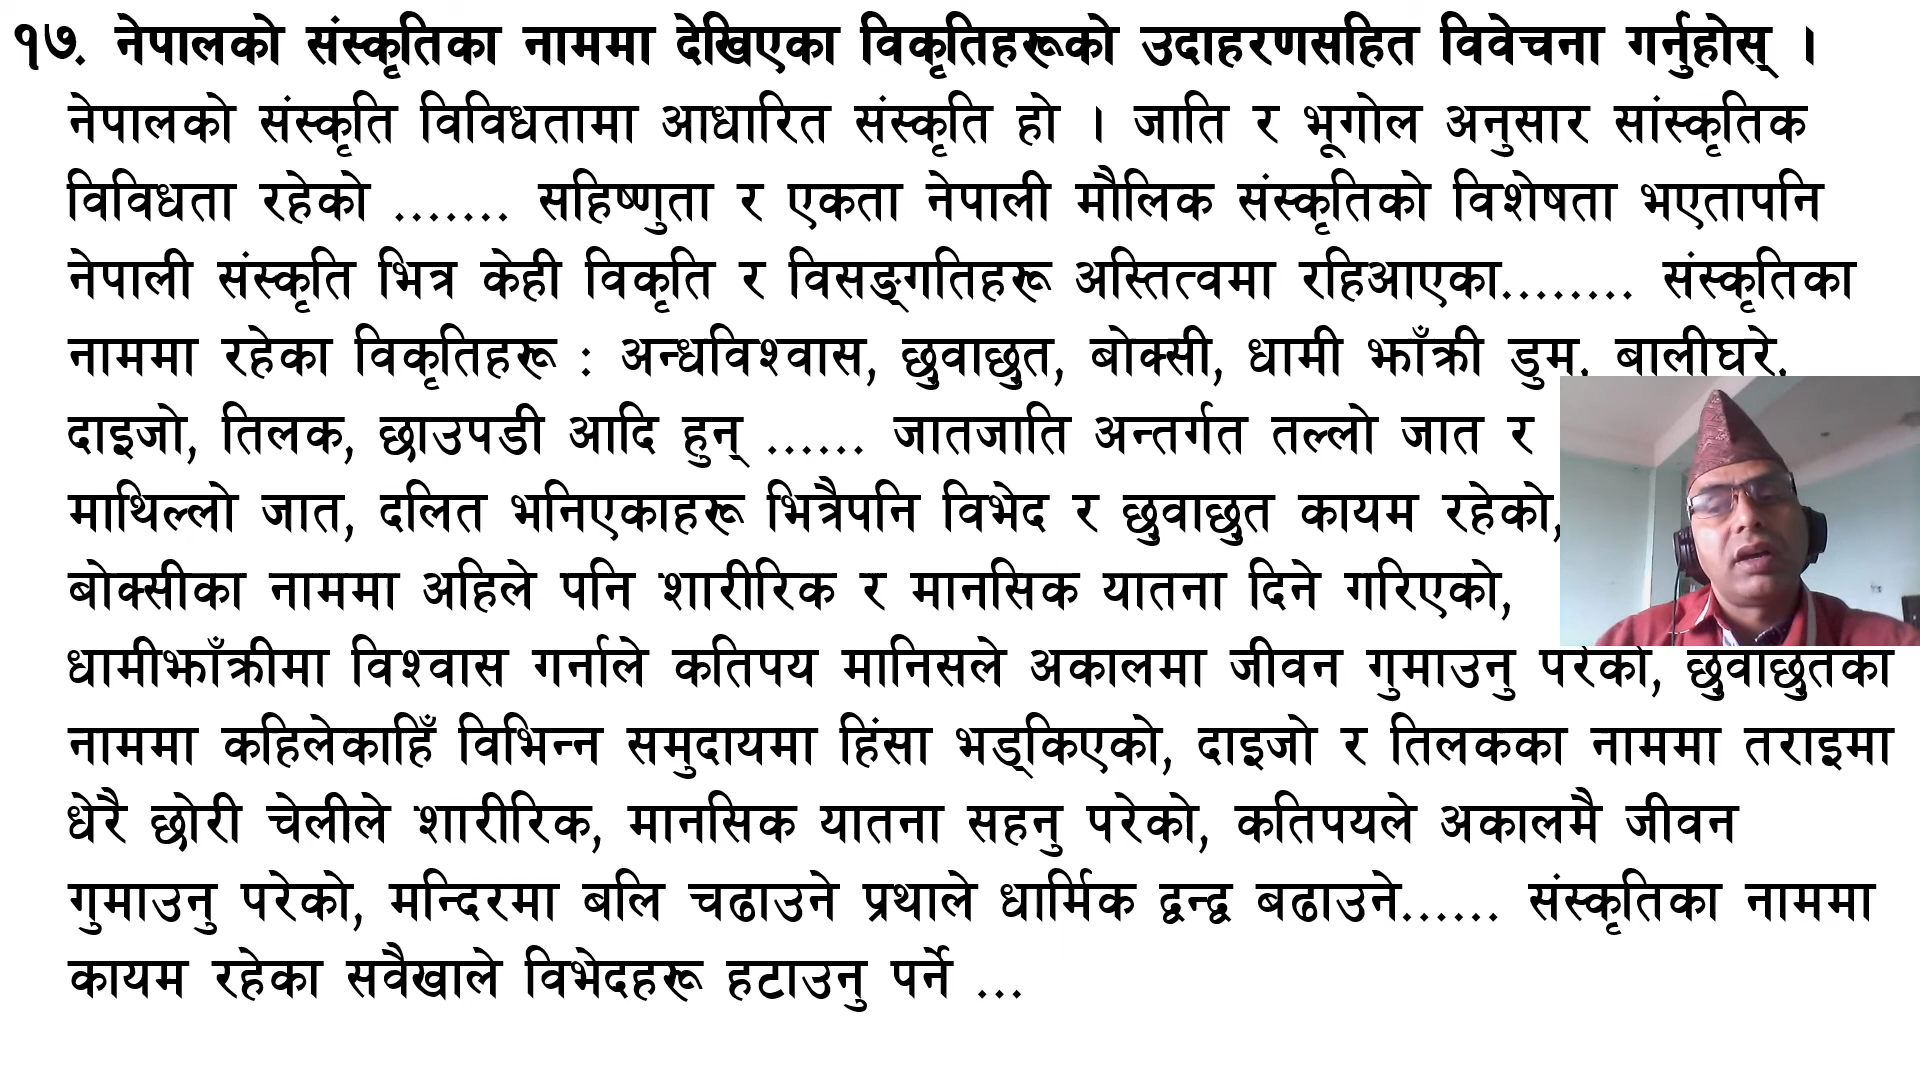 १७. नेपालको संस्कृतिका नाममा देखिएका विकृतिहरूको उदाहरणसहित विवेचना गर्नुहोस् ।
नेपालको संस्कृति विविधतामा आधारित संस्कृति हो । जाति र भूगोल अनुसार सांस्कृतिक
विविधता रहेको ....... सहिष्णुता र एकता नेपाली मौलिक संस्कृतिको विशेषता भएतापनि
नेपाली संस्कृति भित्र केही विकृति र विसङ्गतिहरू अस्तित्वमा रहिआएका........ संस्कृतिका
नाममा रहेका विकृतिहरू : अन्धविश्वास, छुवाछुत, बोक्सी, धामी झाँक्री डुम, बालीघरे,
दाइजो, तिलक, छाउपडी आदि हुन् ...... जातजाति अन्तर्गत तल्लो जात र
माथिल्लो जात, दलित भनिएकाहरू भित्रैपनि विभेद र छुवाछुत कायम रहेको,
बोक्सीका नाममा अहिले पनि शारीरिक र मानसिक यातना दिने गरिएको,
धामीझाँक्रीमा विश्वास गर्नाले कतिपय मानिसले अकालमा जीवन गुमाउनु परेको, छुवाछुतका
नाममा कहिलेकाहिँ विभिन्न समुदायमा हिंसा भड्किएको, दाइजो र तिलकका नाममा तराइमा
धेरै छोरी चेलीले शारीरिक, मानसिक यातना सहनु परेको, कतिपयले अकालमै जीवन
गुमाउनु परेको, मन्दिरमा बलि चढाउने प्रथाले धार्मिक द्वन्द्व बढाउने...... संस्कृतिका नाममा
कायम रहेका सवैखाले विभेदहरू हटाउनु पर्ने ...